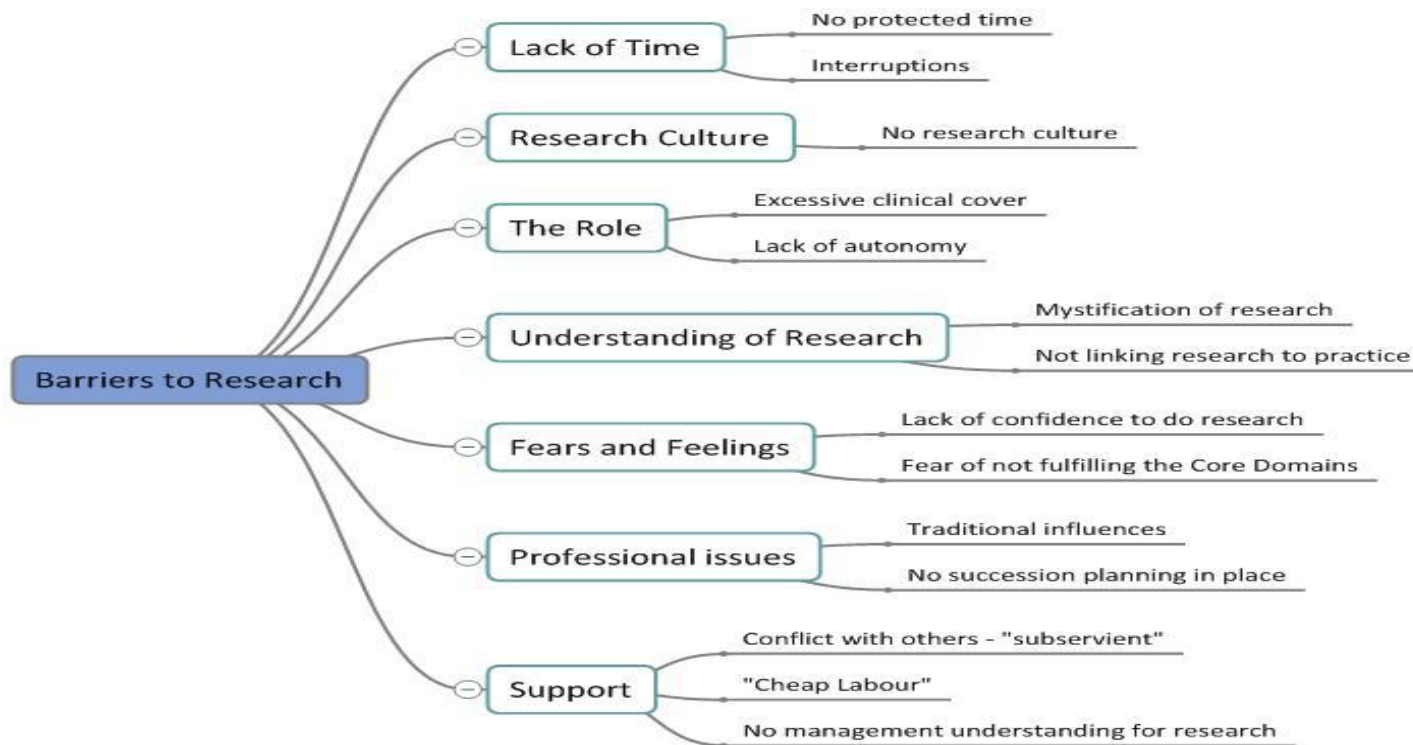 Barriers to Research
Lack of Time
No protected time
Interruptions
Research Culture
No research culture
The Role
Excessive clinical cover
Lack of autonomy
Understanding of Research
Mystification of research
Not linking research to practice
Fears and Feelings
Lack of confidence to do research
Fear of not fulfilling the Core Domains
Professional issues
Traditional influences
No succession planning in place
Support
Conflict with others - "subservient"
"Cheap Labour"
No management understanding for research